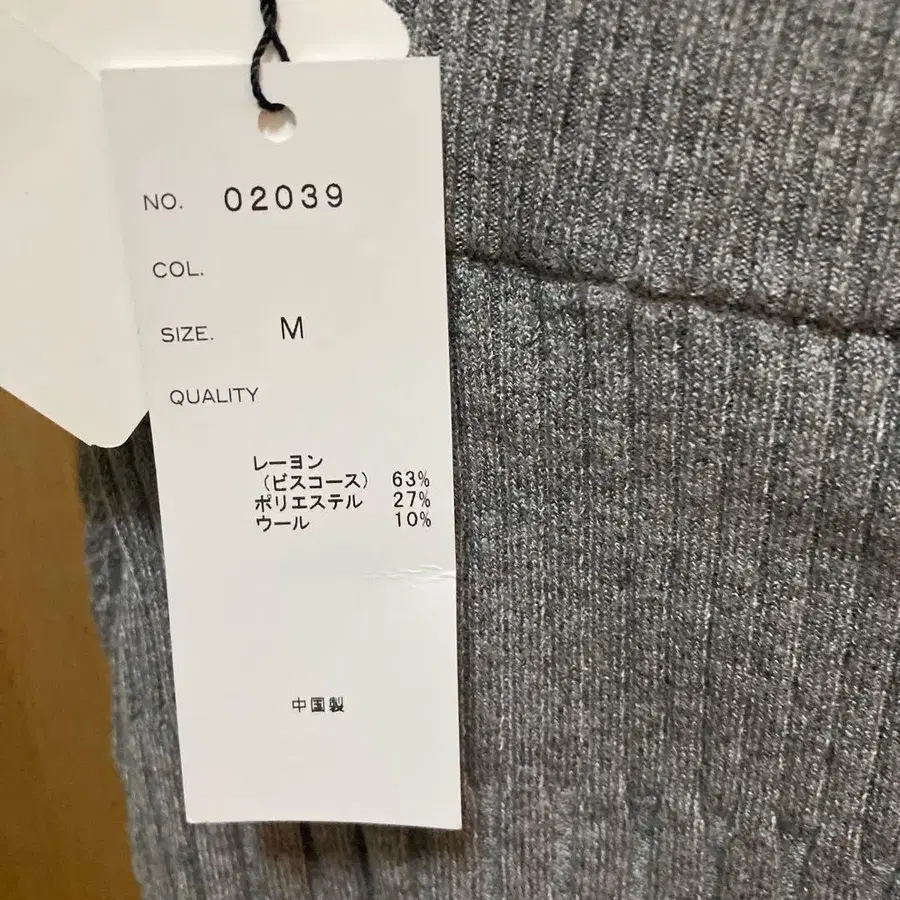 NO. 02039
COL.
SIZE. M
QUALITY
レーヨン
(ビスコース) 63%
ポリエステル 27%
ウール 10%
中国製